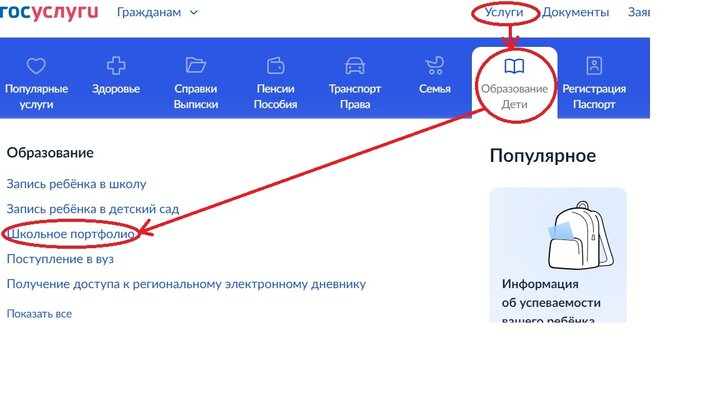 госуслуги
Гражданам
Услуги
Документы
Популярные
услуги
Здоровье
Справки
Выписки
Пенсии
Пособия
Транспорт
Права
Семья
Образование
Дети
Регистрация
Паспорт
Образование
Запись ребёнка в школу
Запись ребёнка в детский сад
Школьное портфолио
Поступление в вуз
Получение доступа к региональному электронному дневнику
Показать все
Популярное
Информация
об успеваемости
вашего ребёнка